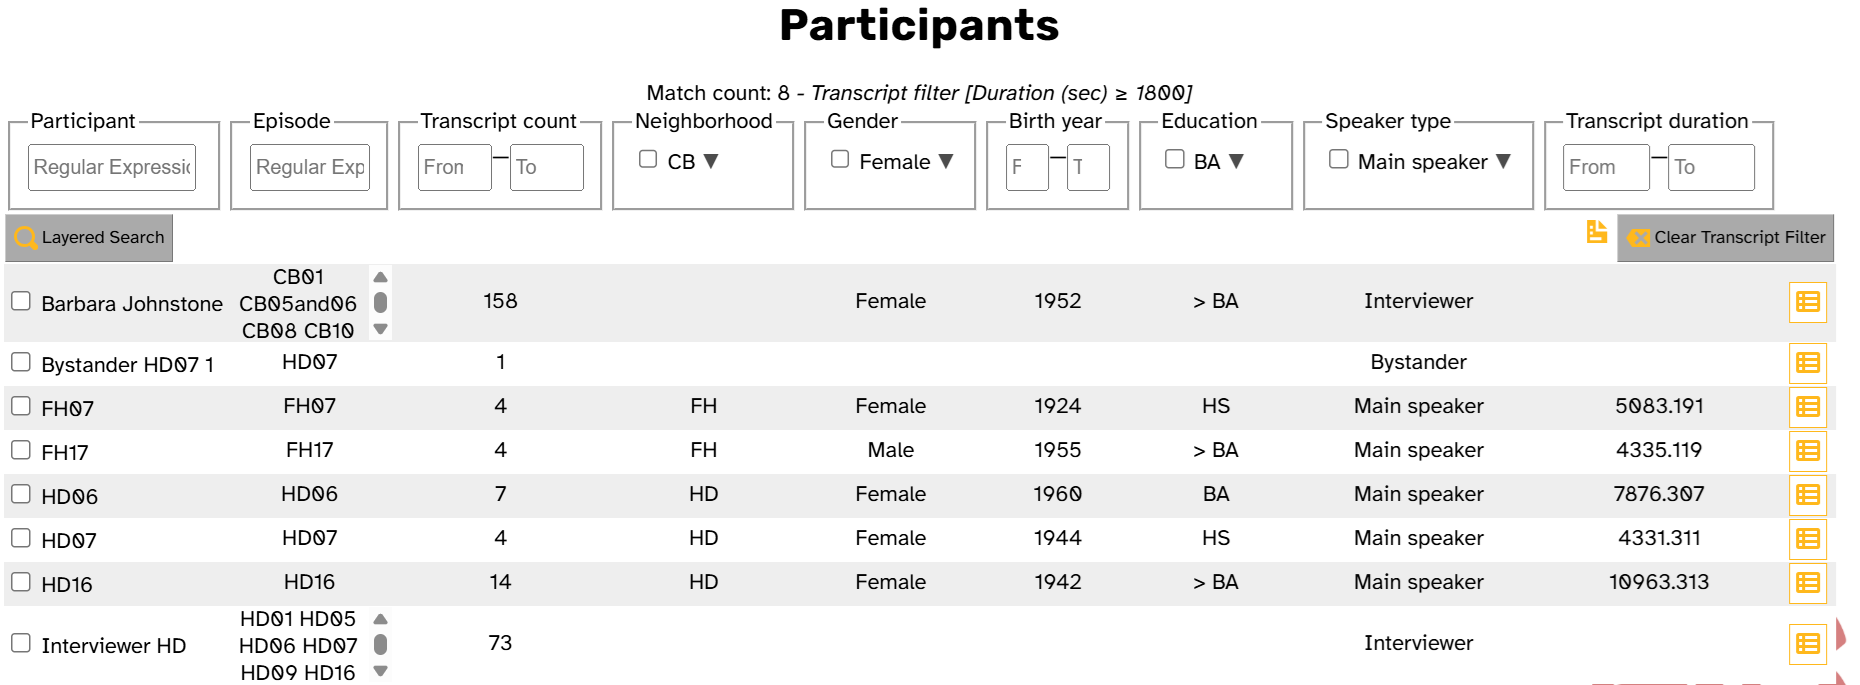 Participants
Match count: 8 - Transcript filter [Duration (sec) ≥ 1800]
Participant Episode Transcript count Neighborhood Gender Birth year Education Speaker type Transcript duration
Regular Expressic Regular Exp Fron – To CB ▼ Female ▼ F – T BA ▼ Main speaker ▼ From – To
Layered Search Clear Transcript Filter
Barbara Johnstone CB01 CB05and06 CB08 CB10 158 Female 1952 > BA Interviewer
Bystander HD07 1 HD07 1 Bystander
FH07 FH07 4 FH Female 1924 HS Main speaker 5083.191
FH17 FH17 4 FH Male 1955 > BA Main speaker 4335.119
HD06 HD06 7 HD Female 1960 BA Main speaker 7876.307
HD07 HD07 4 HD Female 1944 HS Main speaker 4331.311
HD16 HD16 14 HD Female 1942 > BA Main speaker 10963.313
Interviewer HD HD01 HD05 HD06 HD07 HD09 HD16 73 Interviewer